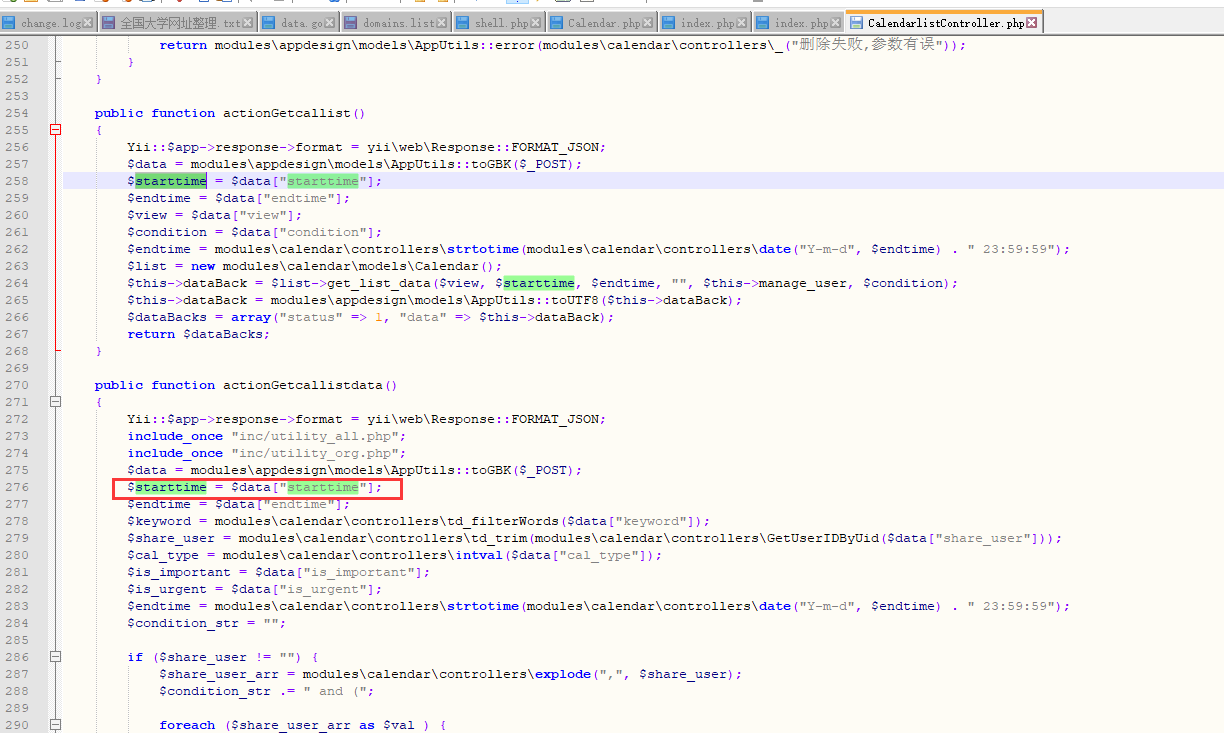 change.log 全国大学网址整理.txt data.go domains.list shell.php Calendar.php index.php index.php CalendarlistController.php
250 return modules\appdesign\models\AppUtils::error(modules\calendar\controllers\_("删除失败,参数有误"));
251 }
252 }
253
254 public function actionGetcallist()
255 {
256 Yii::$app->response->format = yii\web\Response::FORMAT_JSON;
257 $data = modules\appdesign\models\AppUtils::toGBK($_POST);
258 $starttime = $data["starttime"];
259 $endtime = $data["endtime"];
260 $view = $data["view"];
261 $condition = $data["condition"];
262 $endtime = modules\calendar\controllers\strtotime(modules\calendar\controllers\date("Y-m-d", $endtime) . " 23:59:59");
263 $list = new modules\calendar\models\Calendar();
264 $this->dataBack = $list->get_list_data($view, $starttime, $endtime, "", $this->manage_user, $condition);
265 $this->dataBack = modules\appdesign\models\AppUtils::toUTF8($this->dataBack);
266 $dataBacks = array("status" => 1, "data" => $this->dataBack);
267 return $dataBacks;
268 }
269
270 public function actionGetcallistdata()
271 {
272 Yii::$app->response->format = yii\web\Response::FORMAT_JSON;
273 include_once "inc/utility_all.php";
274 include_once "inc/utility_org.php";
275 $data = modules\appdesign\models\AppUtils::toGBK($_POST);
276 $starttime = $data["starttime"];
277 $endtime = $data["endtime"];
278 $keyword = modules\calendar\controllers\td_filterWords($data["keyword"]);
279 $share_user = modules\calendar\controllers\td_trim(modules\calendar\controllers\GetUserIDByUid($data["share_user"]));
280 $cal_type = modules\calendar\controllers\intval($data["cal_type"]);
281 $is_important = $data["is_important"];
282 $is_urgent = $data["is_urgent"];
283 $endtime = modules\calendar\controllers\strtotime(modules\calendar\controllers\date("Y-m-d", $endtime) . " 23:59:59");
284 $condition_str = "";
285
286 if ($share_user != "") {
287 $share_user_arr = modules\calendar\controllers\explode(",", $share_user);
288 $condition_str .= " and (";
289
290 foreach ($share_user_arr as $val ) {